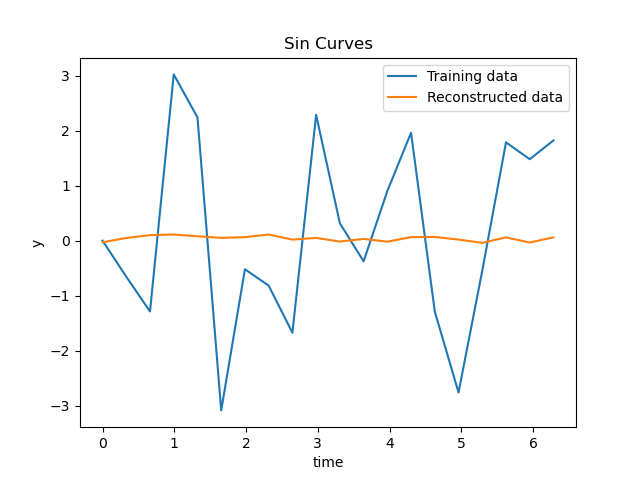 Sin Curves
Training data
Reconstructed data
3
2
1
0
−1
−2
−3
y
0 1 2 3 4 5 6
time